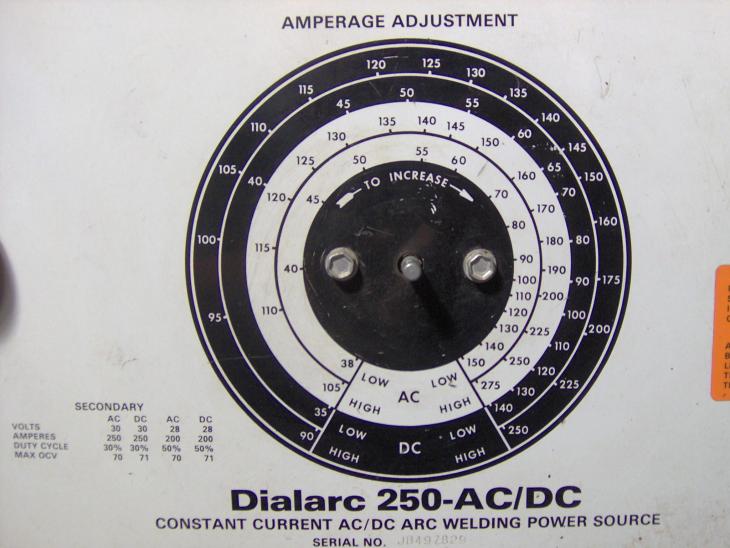 AMPERAGE ADJUSTMENT
90 95 100 105 110 115 120 125 130 135 140 145 150 160 175 200 225 250
35 40 45 50 55 60 65 70 80 90 100 120 130 140
105 110 115 120 125 130 135 140 145 150 160 170 180 190 200 225 250 275
38 40 45 50 55 60 70 80 90 100 110 120 130 140 150
TO INCREASE
LOW LOW
AC
HIGH HIGH
LOW LOW
DC
HIGH HIGH
SECONDARY
AC DC AC DC
VOLTS 30 30 28 28
AMPERES 250 250 200 200
DUTY CYCLE 30% 30% 50% 50%
MAX OCV 70 71 70 71
Dialarc 250-AC/DC
CONSTANT CURRENT AC/DC ARC WELDING POWER SOURCE
SERIAL NO.